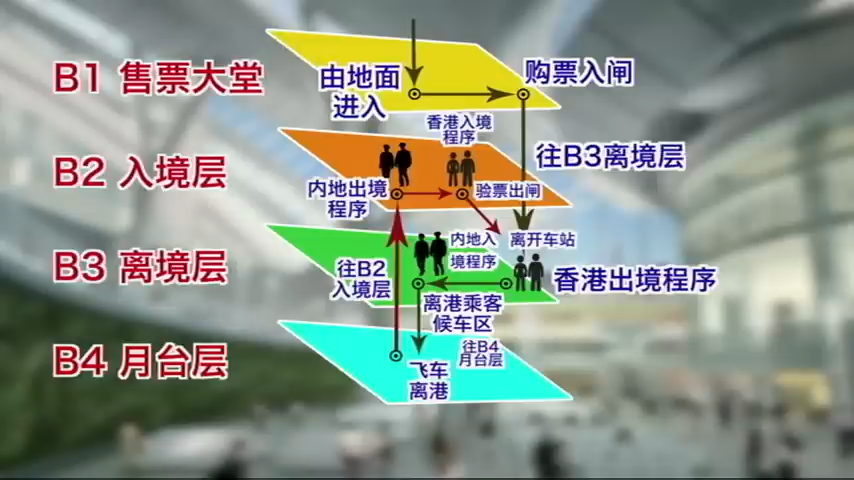 B1 售票大堂
由地面
进入
购票入闸
香港入境
程序
往B3离境层
B2 入境层
内地出境
程序
验票出闸
内地入
境程序
离开车站
B3 离境层
往B2
入境层
香港出境程序
离港乘客
候车区
B4 月台层
往B4
月台层
飞车
离港